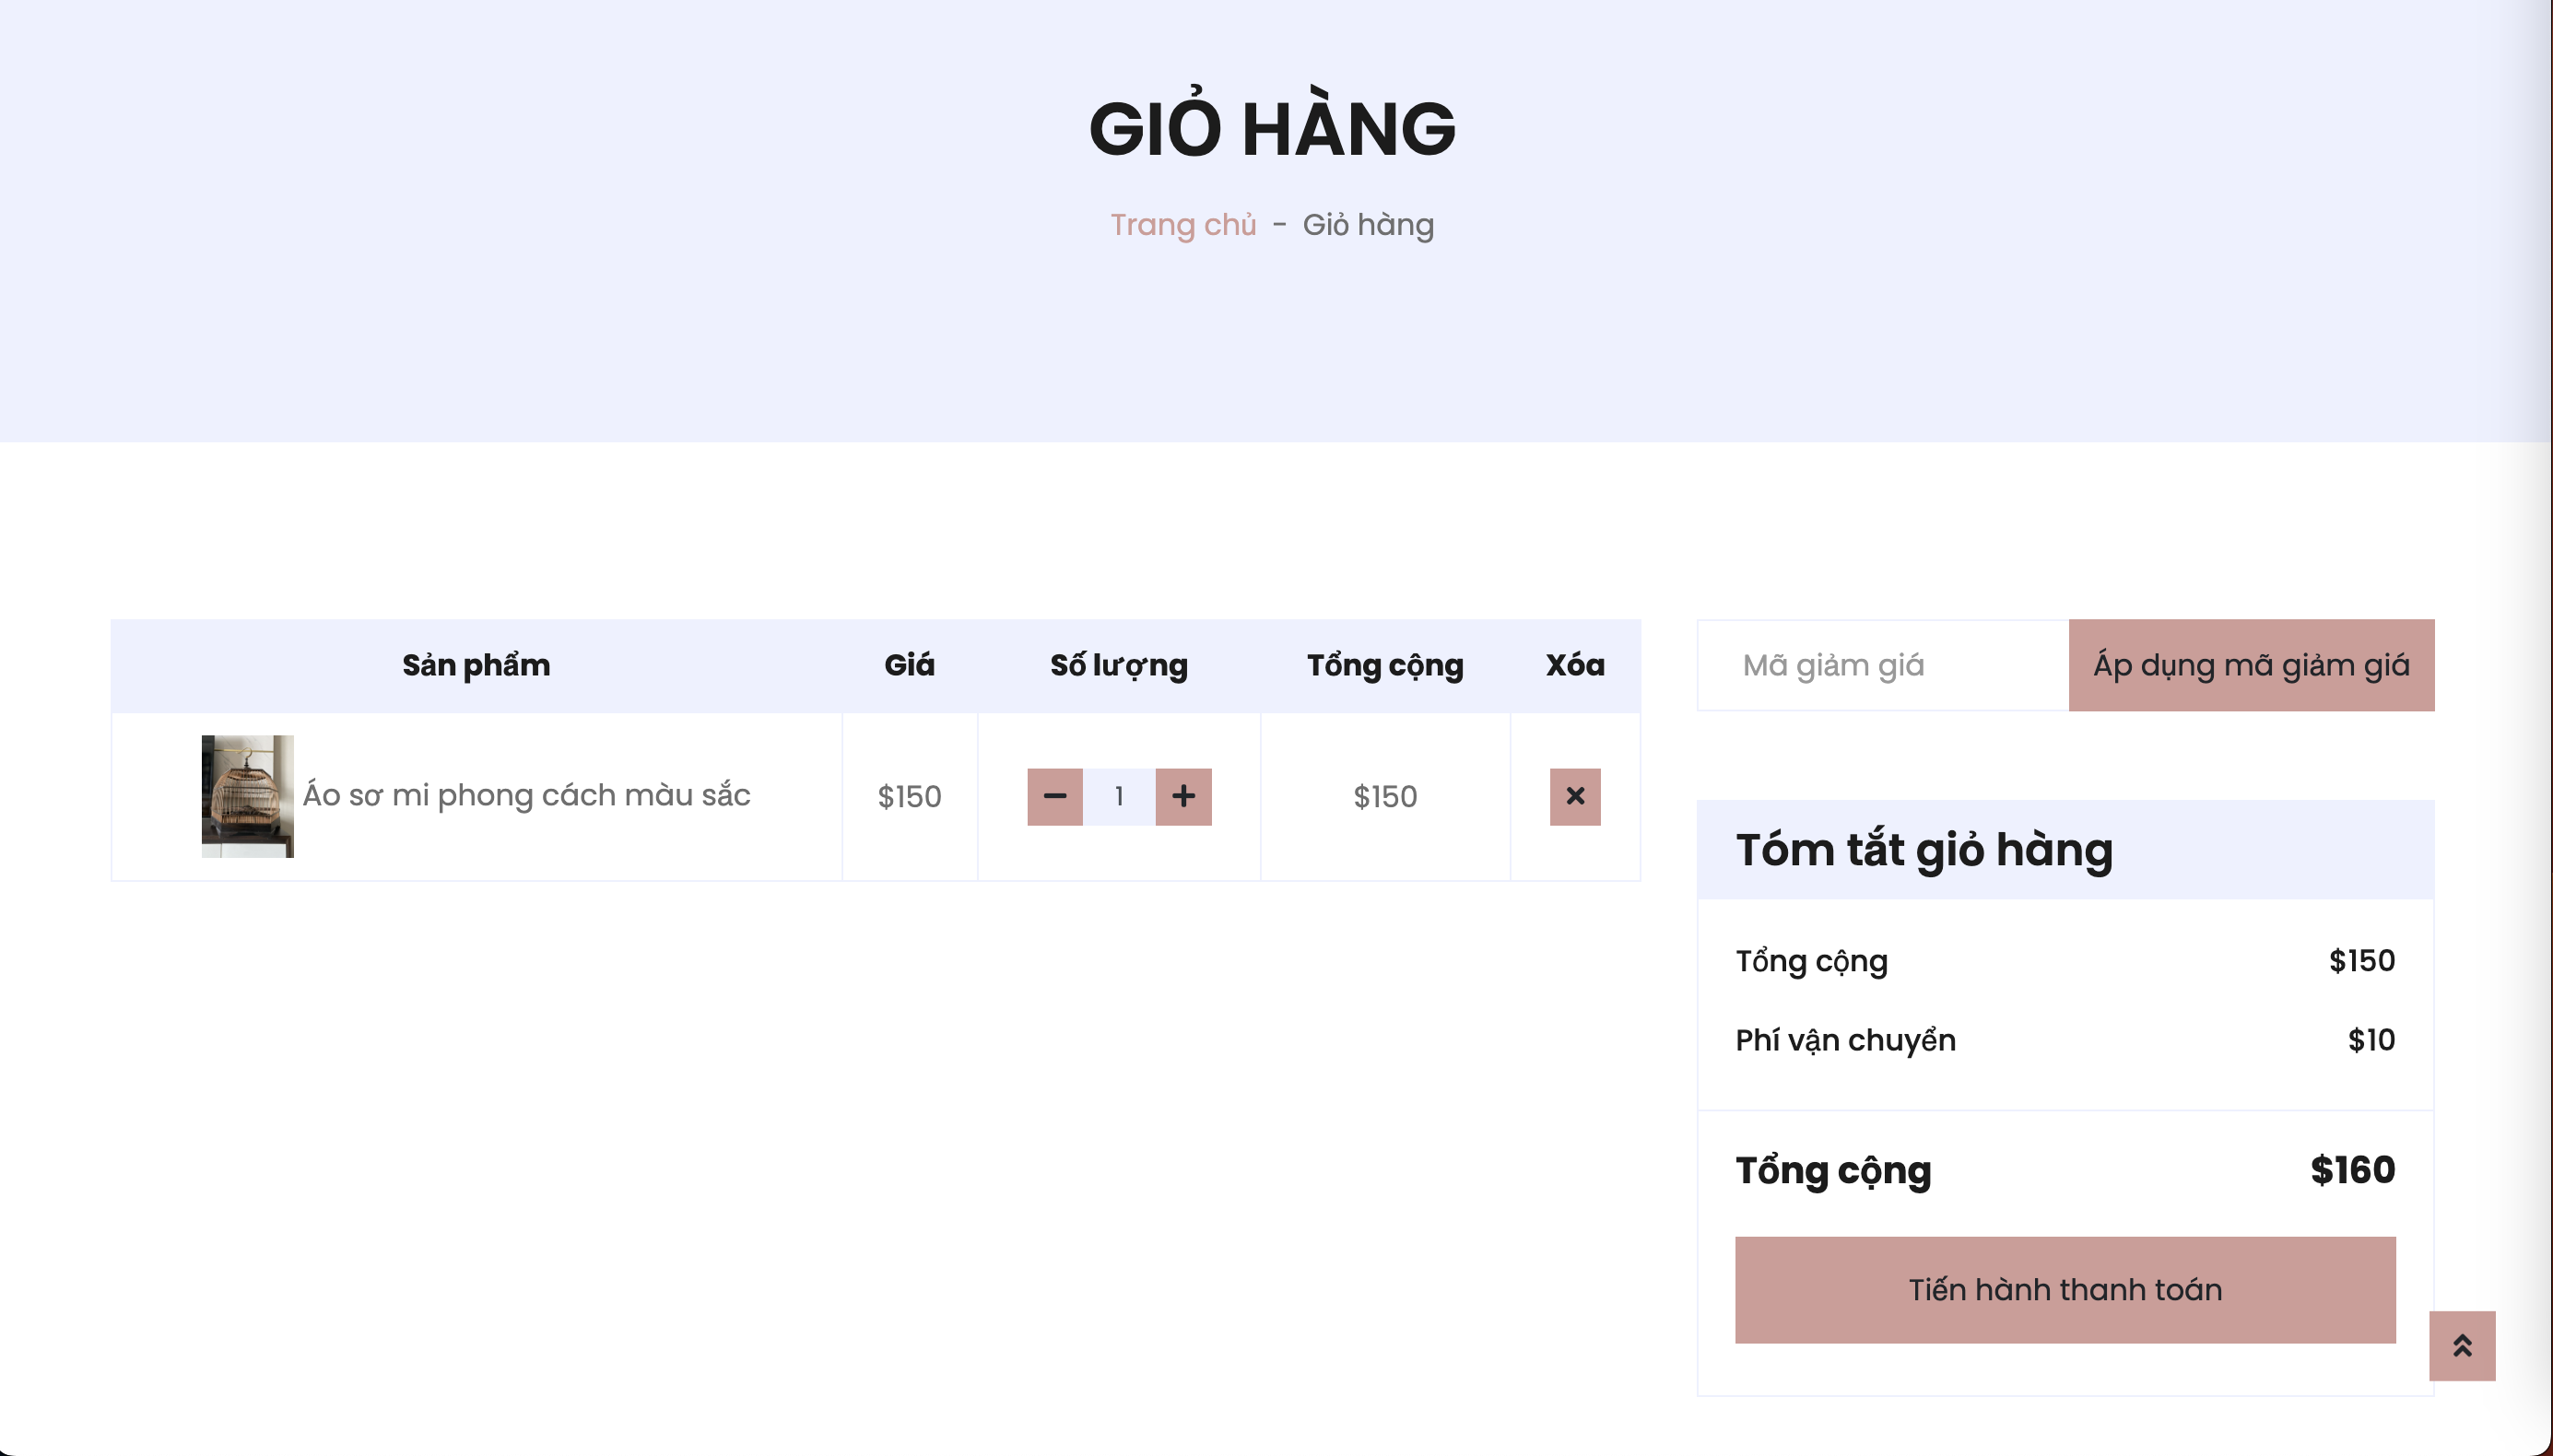 GIỎ HÀNG
Trang chủ - Giỏ hàng
Sản phẩm Giá Số lượng Tổng cộng Xóa
Áo sơ mi phong cách màu sắc $150 1 $150
Mã giảm giá Áp dụng mã giảm giá
Tóm tắt giỏ hàng
Tổng cộng $150
Phí vận chuyển $10
Tổng cộng $160
Tiến hành thanh toán